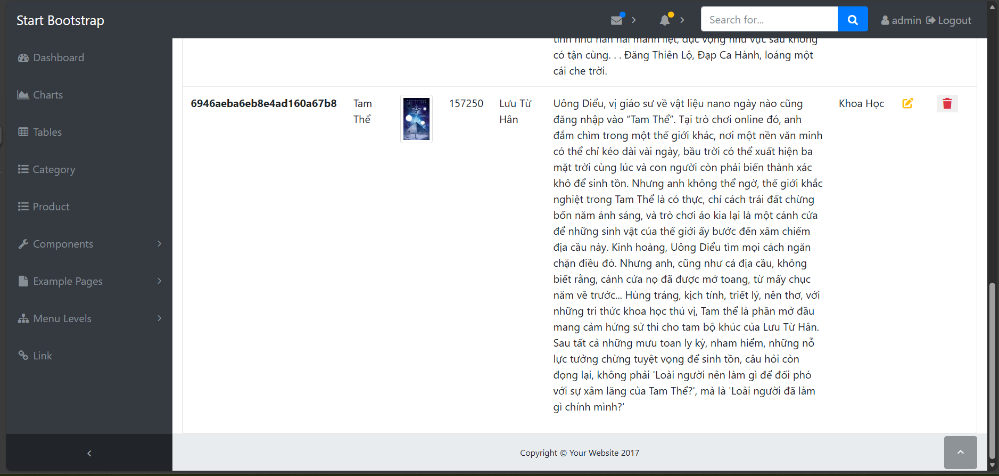 Start Bootstrap
Search for...
admin
Logout
Dashboard
Charts
Tables
Category
Product
Components
Example Pages
Menu Levels
Link
tình như hãn hải mãnh liệt, dục vọng như vực sâu không
có tận cùng. . . Đăng Thiên Lộ, Đạp Ca Hành, loáng một
cái che trời.
6946aeba6eb8e4ad160a67b8
Tam
Thể
157250
Lưu Từ
Hân
Uông Diểu, vị giáo sư về vật liệu nano ngày nào cũng
đăng nhập vào “Tam Thể”. Tại trò chơi online đó, anh
đắm chìm trong một thế giới khác, nơi một nền văn minh
có thể chỉ kéo dài vài ngày, bầu trời có thể xuất hiện ba
mặt trời cùng lúc và con người còn phải biến thành xác
khô để sinh tồn. Nhưng anh không thể ngờ, thế giới khắc
nghiệt trong Tam Thể là có thực, chỉ cách trái đất chừng
bốn năm ánh sáng, và trò chơi ảo kia lại là một cánh cửa
để những sinh vật của thế giới ấy bước đến xâm chiếm
địa cầu này. Kinh hoàng, Uông Diểu tìm mọi cách ngăn
chặn điều đó. Nhưng anh, cũng như cả địa cầu, không
biết rằng, cánh cửa nọ đã được mở toang, từ mấy chục
năm về trước... Hùng tráng, kịch tính, triết lý, nên thơ, với
những tri thức khoa học thú vị, Tam thể là phần mở đầu
mang cảm hứng sử thi cho tam bộ khúc của Lưu Từ Hân.
Sau tất cả những mưu toan ly kỳ, nham hiểm, những nỗ
lực tưởng chừng tuyệt vọng để sinh tồn, câu hỏi còn
đọng lại, không phải 'Loài người nên làm gì để đối phó
với sự xâm lăng của Tam Thể?', mà là 'Loài người đã làm
gì chính mình?'
Khoa Học
Copyright © Your Website 2017